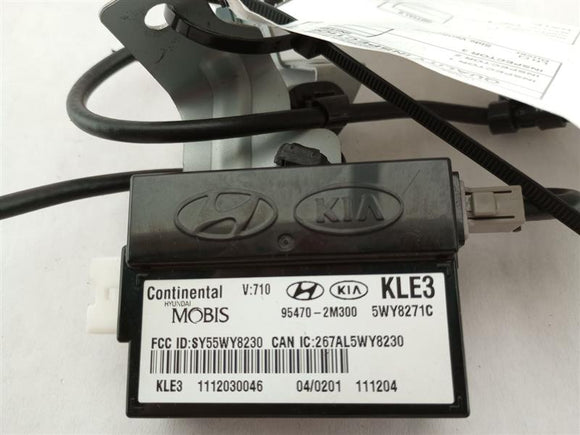 KIA
Continental V:710 KIA KLE3
HYUNDAI
MOBIS 95470-2M300 5WY8271C
FCC ID:SY55WY8230 CAN IC:267AL5WY8230
KLE3 1112030046 04/0201 111204